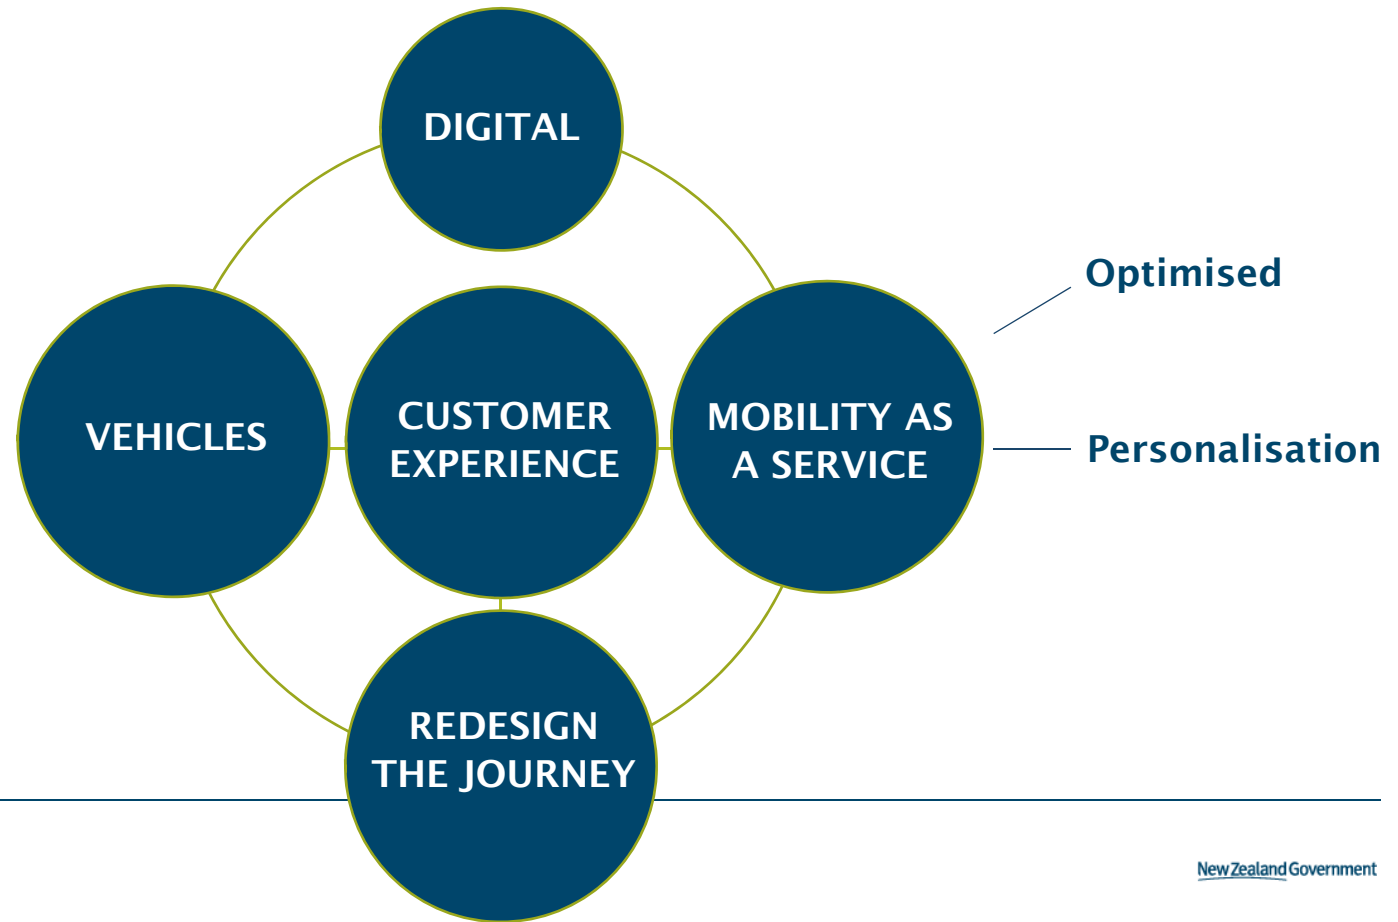 DIGITAL
Optimised
VEHICLES
CUSTOMER
EXPERIENCE
MOBILITY AS
A SERVICE
Personalisation
REDESIGN
THE JOURNEY
New Zealand Government